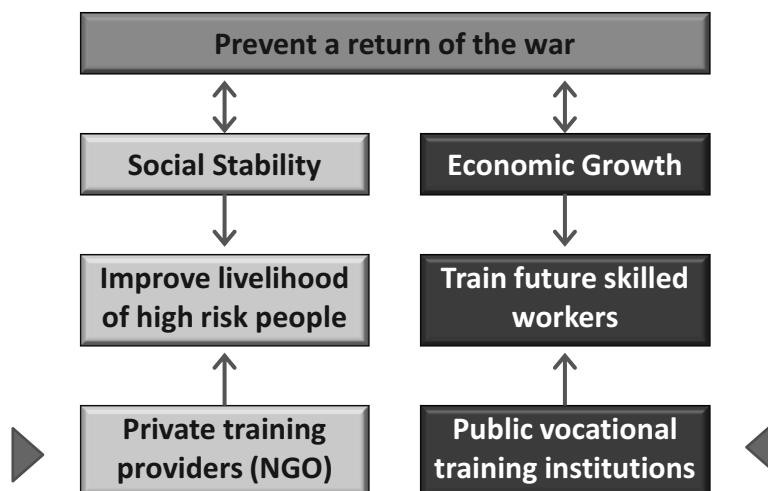 Prevent a return of the war
Social Stability
Economic Growth
Improve livelihood
of high risk people
Train future skilled
workers
Private training
providers (NGO)
Public vocational
training institutions